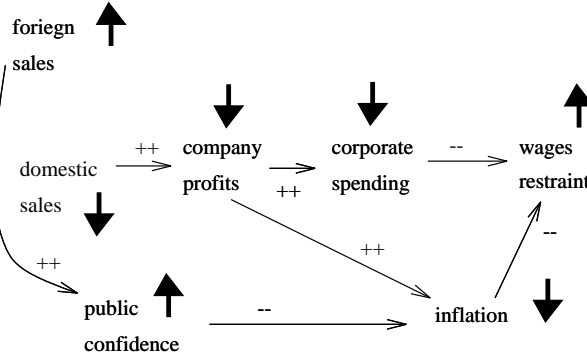 foriegn
sales
++
company
profits
corporate
spending
--
wages
restraint
domestic
sales
++
++
--
++
public
confidence
--
inflation